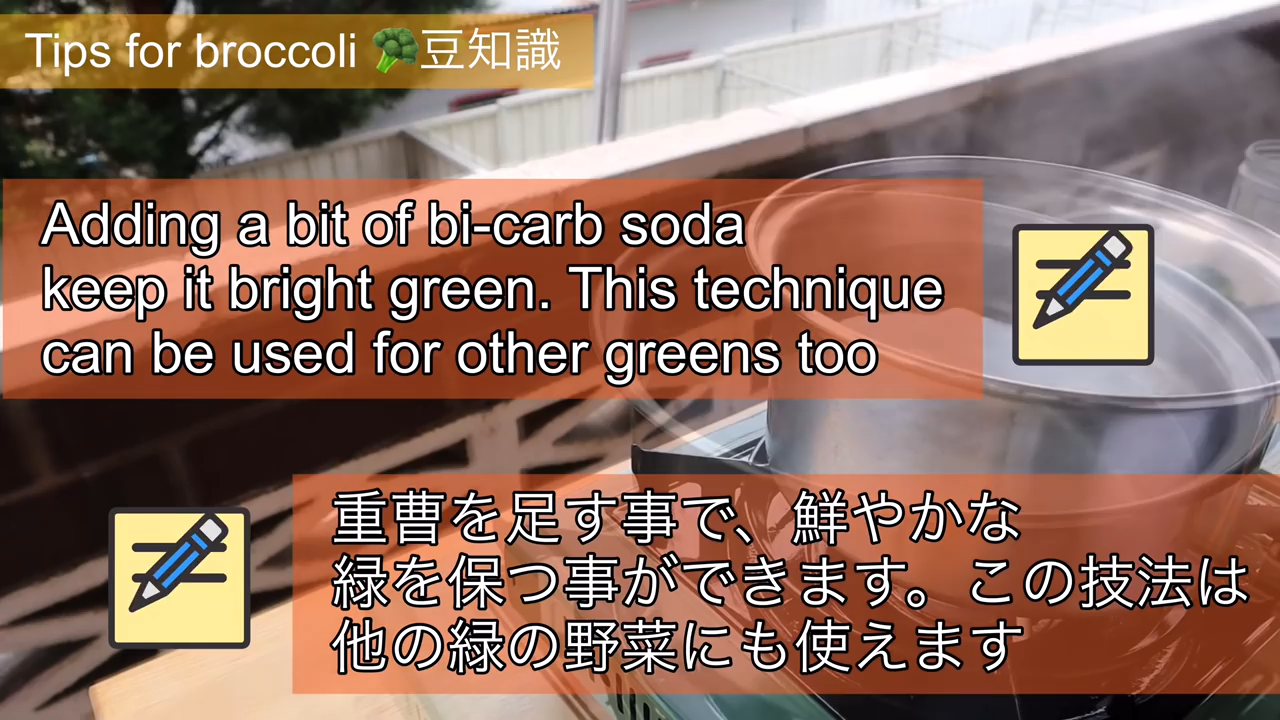 Tips for broccoli 🥦豆知識
Adding a bit of bi-carb soda
keep it bright green. This technique
can be used for other greens too
重曹を足す事で、鮮やかな
緑を保つ事ができます。この技法は
他の緑の野菜にも使えます